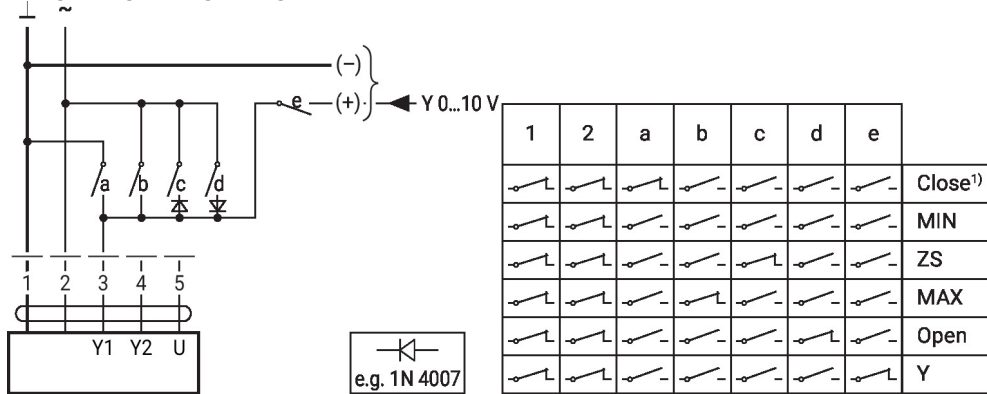 ⊥ ~
(−)
e (+) Y 0...10 V
a b c d
1 2 3 4 5
Y1 Y2 U
e.g. 1N 4007
1 2 a b c d e
Close¹⁾
MIN
ZS
MAX
Open
Y